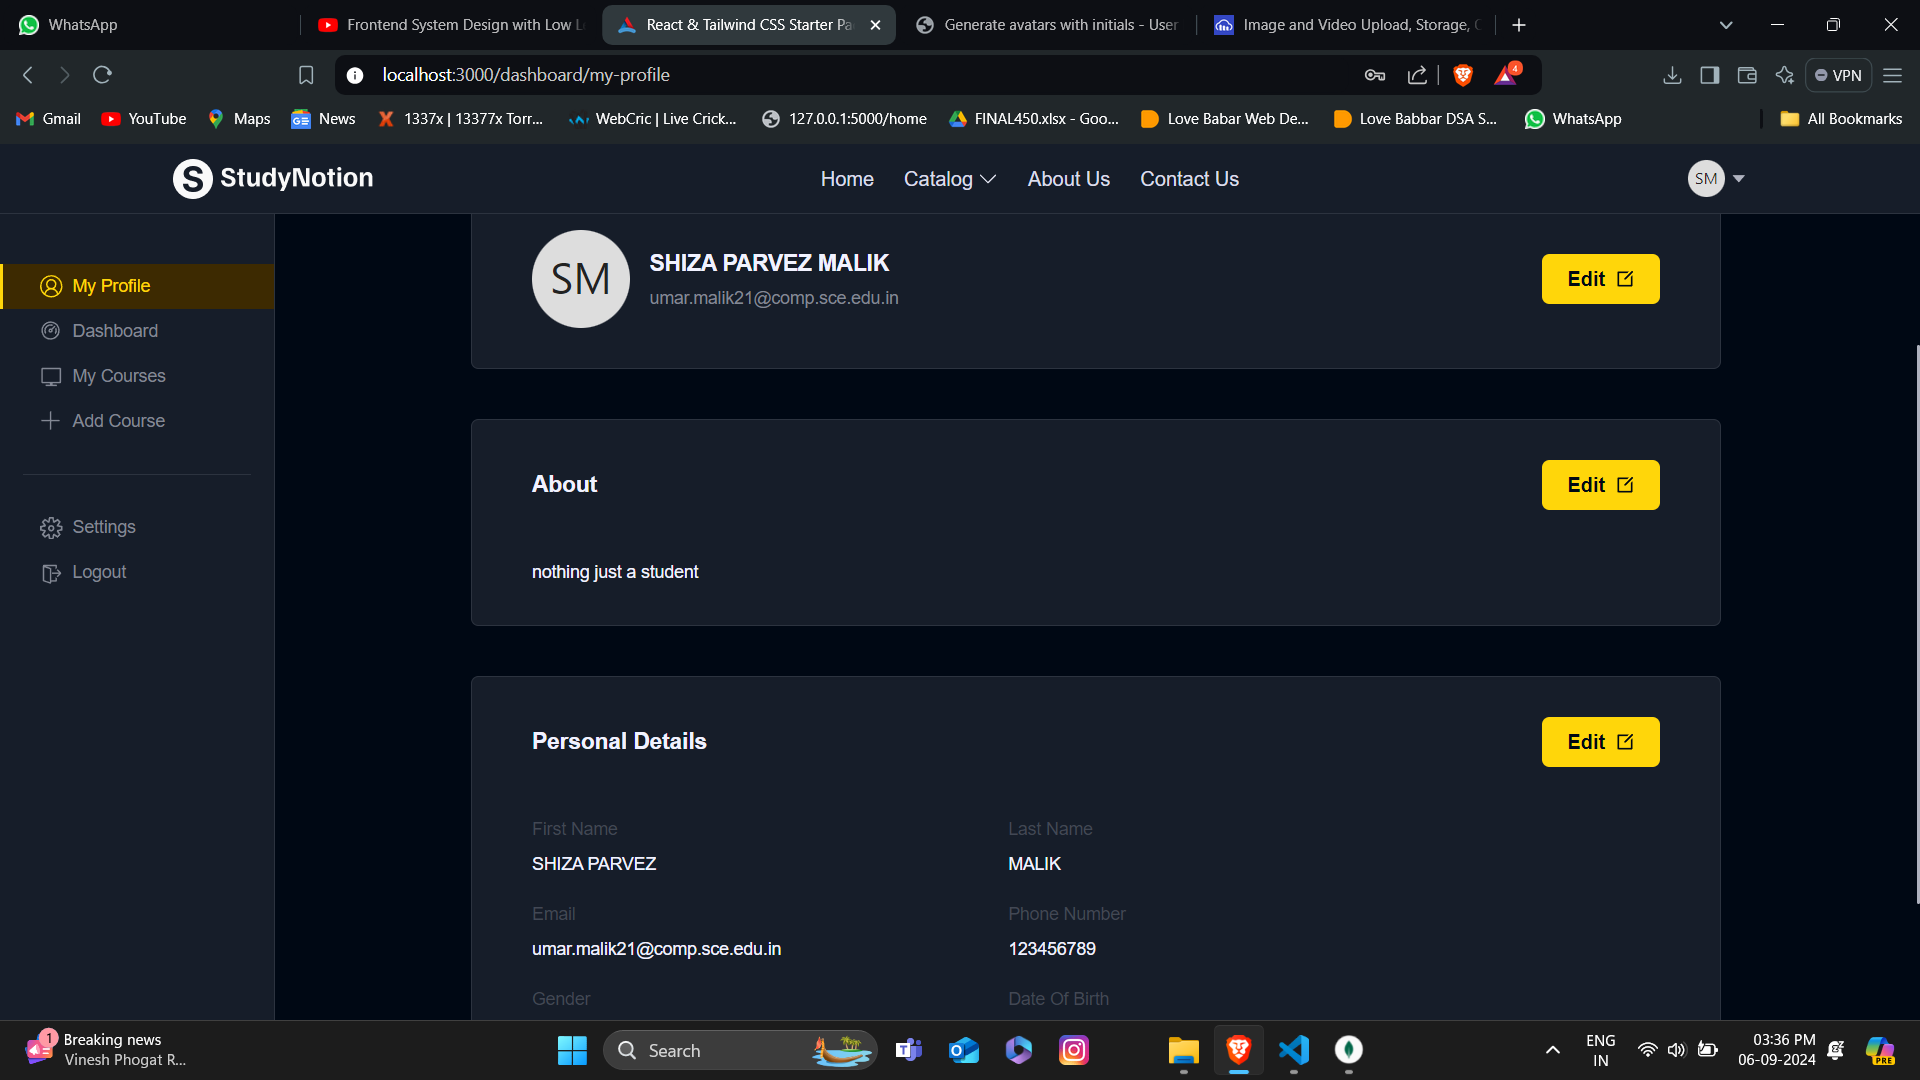 WhatsApp
Frontend System Design with Low L
React & Tailwind CSS Starter Pa
Generate avatars with initials - User
Image and Video Upload, Storage, C
localhost:3000/dashboard/my-profile
4
VPN
Gmail
YouTube
Maps
News
1337x | 13377x Torr...
WebCric | Live Crick...
127.0.0.1:5000/home
FINAL450.xlsx - Goo...
Love Babar Web De...
Love Babbar DSA S...
WhatsApp
All Bookmarks
S StudyNotion
Home
Catalog
About Us
Contact Us
SM
My Profile
Dashboard
My Courses
Add Course
Settings
Logout
SM
SHIZA PARVEZ MALIK
umar.malik21@comp.sce.edu.in
Edit
About
Edit
nothing just a student
Personal Details
Edit
First Name
Last Name
SHIZA PARVEZ
MALIK
Email
Phone Number
umar.malik21@comp.sce.edu.in
123456789
Gender
Date Of Birth
1
Breaking news
Vinesh Phogat R...
Search
ENG
IN
03:36 PM
06-09-2024
PRE